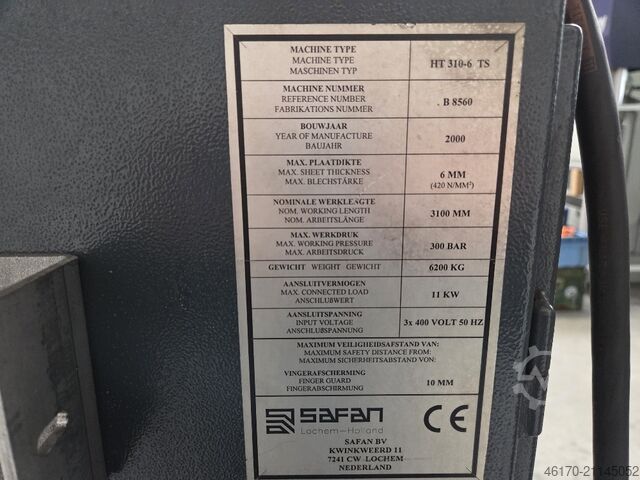 MACHINE TYPE
MACHINE TYPE
MASCHINEN TYP
HT 310-6 TS
MACHINE NUMMER
REFERENCE NUMBER
FABRIKATIONS NUMMER
. B 8560
BOUWJAAR
YEAR OF MANUFACTURE
BAUJAHR
2000
MAX. PLAATDIKTE
MAX. SHEET THICKNESS
MAX. BLECHSTÄRKE
6 MM
(420 N/MM²)
NOMINALE WERKLENGTE
NOM. WORKING LENGTH
NOM. ARBEITSLÄNGE
3100 MM
MAX. WERKDRUK
MAX. WORKING PRESSURE
MAX. ARBEITSDRUCK
300 BAR
GEWICHT WEIGHT GEWICHT
6200 KG
AANSLUITVERMOGEN
MAX. CONNECTED LOAD
ANSCHLUßWERT
11 KW
AANSLUITSPANNING
INPUT VOLTAGE
ANSCHLUßSPANNUNG
3x 400 VOLT 50 HZ
MAXIMUM VEILIGHEIDSAFSTAND VAN:
MAXIMUM SAFETY DISTANCE FROM:
MAXIMUM SICHERHEITSABSTAND VON:
VINGERAFSCHERMING
FINGER GUARD
FINGERABSCHIRMUNG
10 MM
SAFAN
Lochem-Holland
CE
SAFAN BV
KWINKWEERD 11
7241 CW LOCHEM
NEDERLAND
46170-21145052